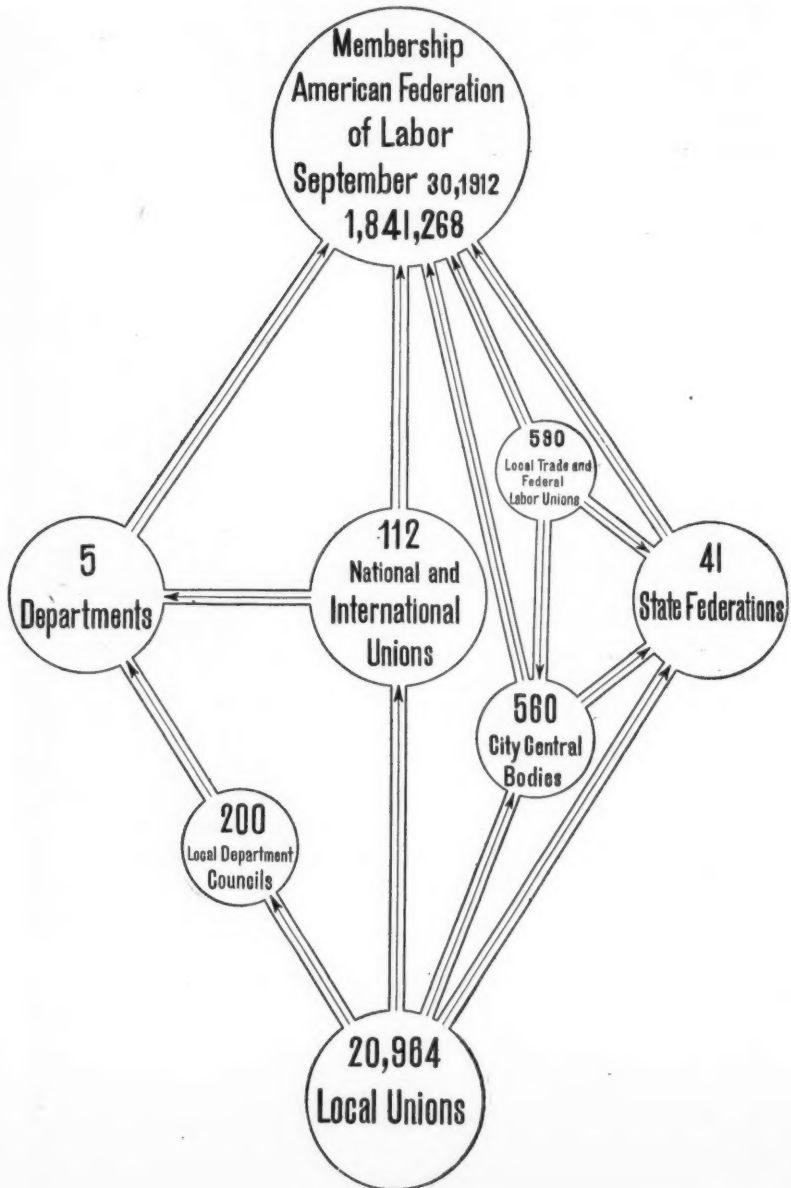 Membership
American Federation
of Labor
September 30,1912
1,841,268
590
Local Trade and
Federal
Labor Unions
5
Departments
112
National and
International
Unions
41
State Federations
560
City Central
Bodies
200
Local Department
Councils
20,964
Local Unions